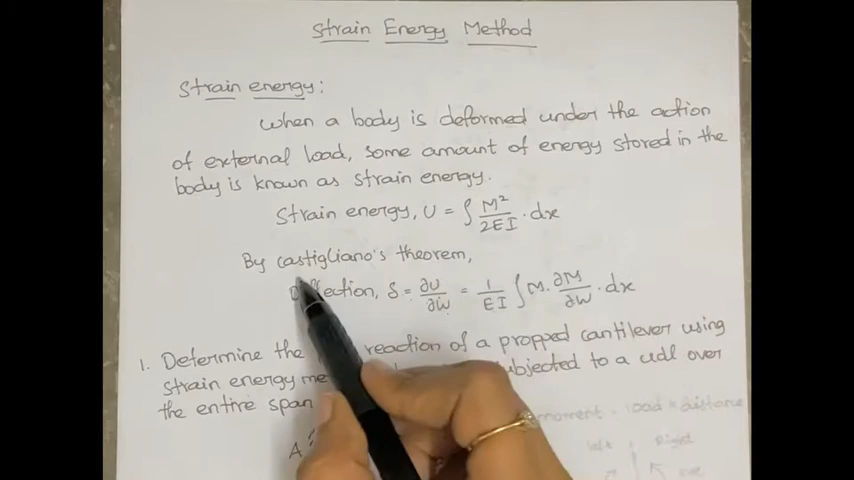 Strain Energy Method
Strain energy:
When a body is deformed under the action
of external load, some amount of energy stored in the
body is known as strain energy.
Strain energy, U = ∫ M²/2EI · dx
By castigliano's theorem,
δ = ∂U/∂W = 1/EI ∫ M · ∂M/∂W · dx
1. Determine the reaction of a propped cantilever using
strain energy subjected to a udl over
the entire span
moment = load × distance
A
left Right